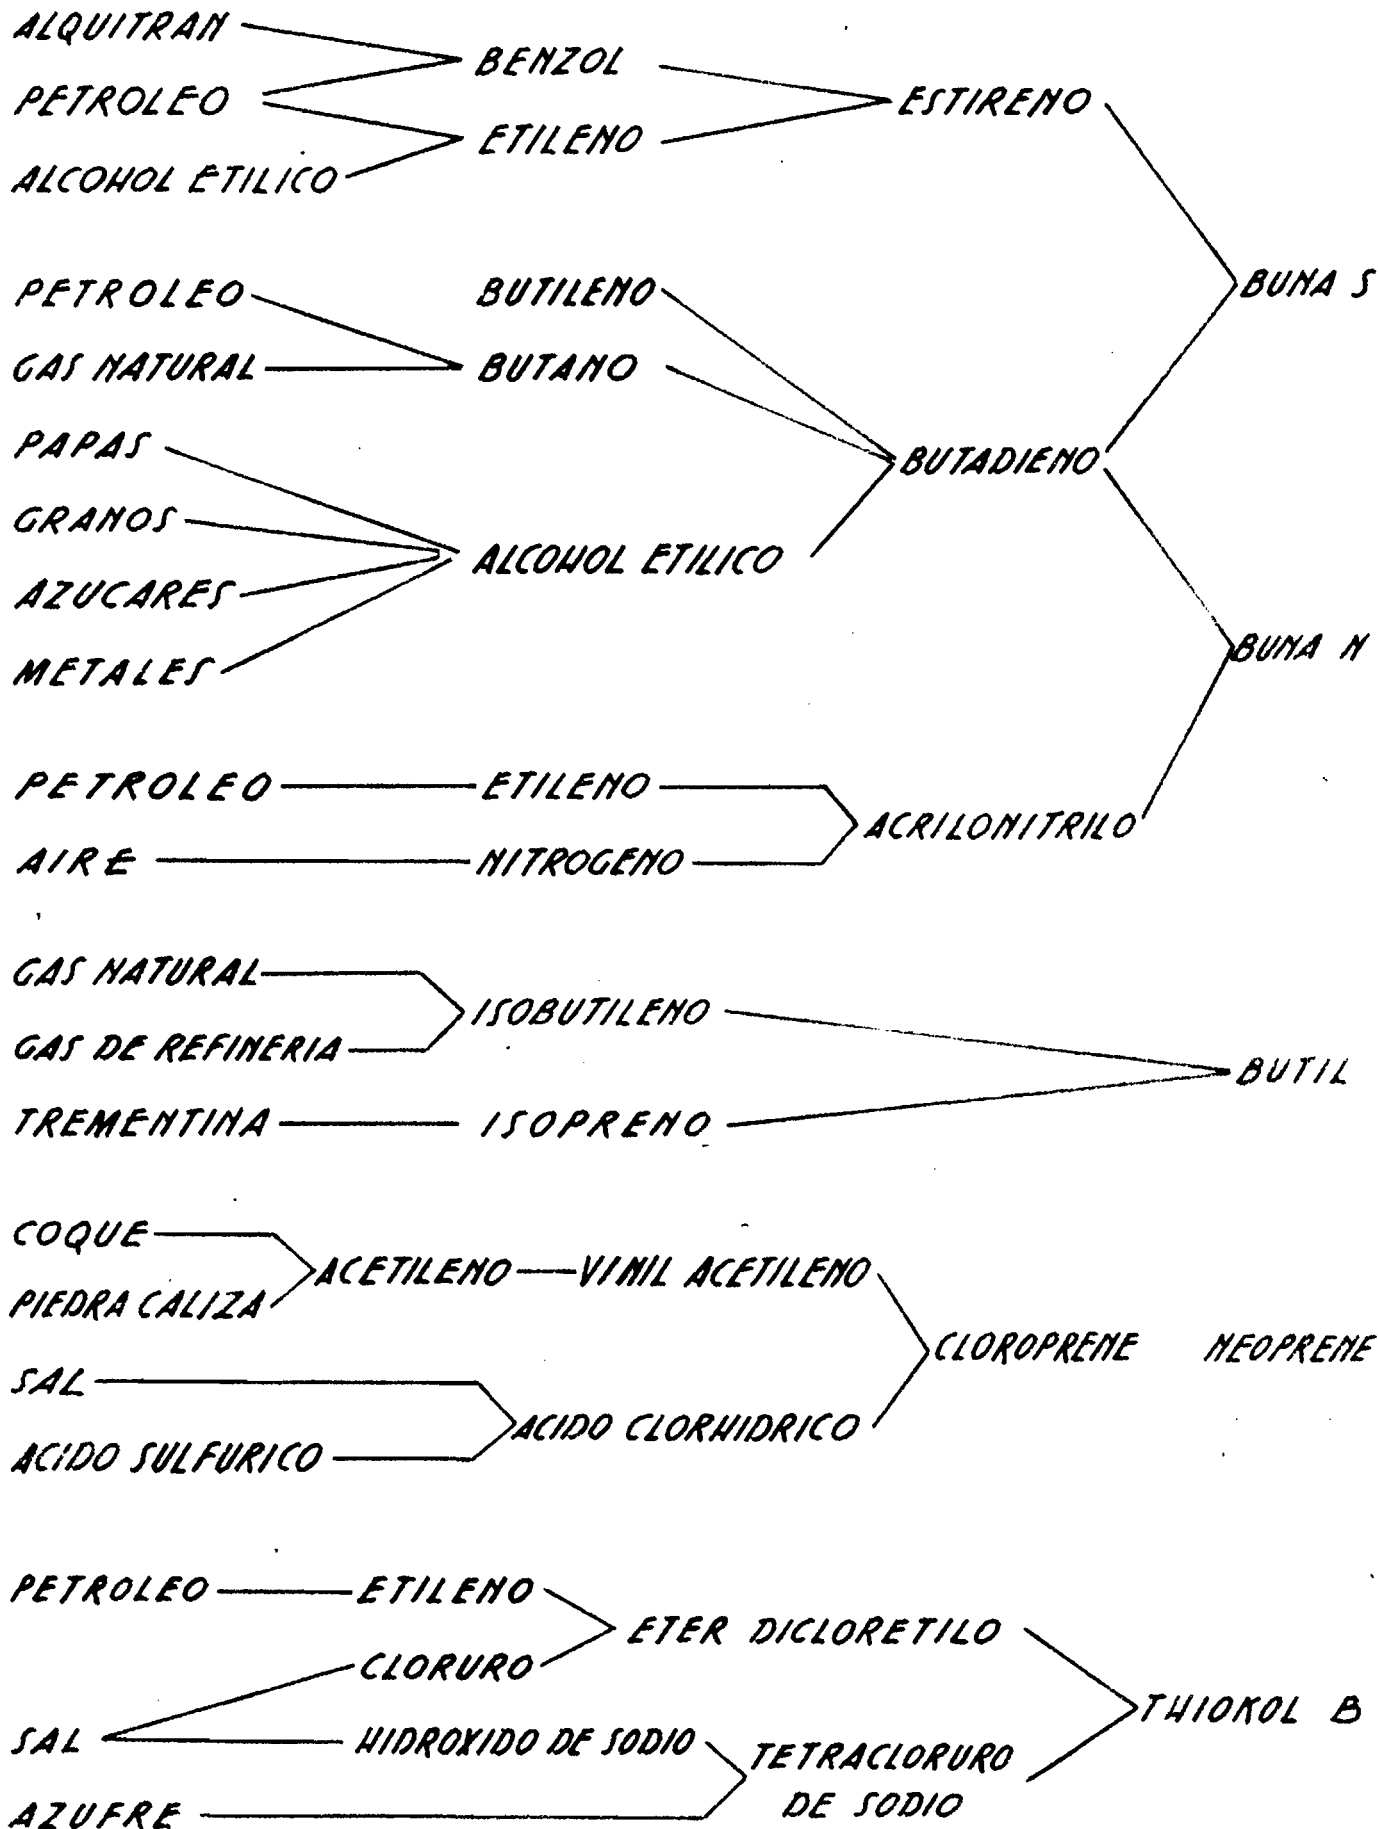 ALQUITRAN
BENZOL
PETROLEO
ESTIRENO
ETILENO
ALCOHOL ETILICO
PETROLEO
BUTILENO
BUNA S
GAS NATURAL
BUTANO
PAPAS
BUTADIENO
GRANOS
ALCOHOL ETILICO
AZUCARES
METALES
BUNA N
PETROLEO
ETILENO
ACRILONITRILO
AIRE
NITROGENO
GAS NATURAL
ISOBUTILENO
GAS DE REFINERIA
BUTIL
TREMENTINA
ISOPRENO
COQUE
ACETILENO
VINIL ACETILENO
PIEDRA CALIZA
CLOROPRENE
NEOPRENE
SAL
ACIDO CLORHIDRICO
ACIDO SULFURICO
PETROLEO
ETILENO
ETER DICLORETILO
CLORURO
THIOKOL B
SAL
HIDROXIDO DE SODIO
TETRACLORURO
DE SODIO
AZUFRE